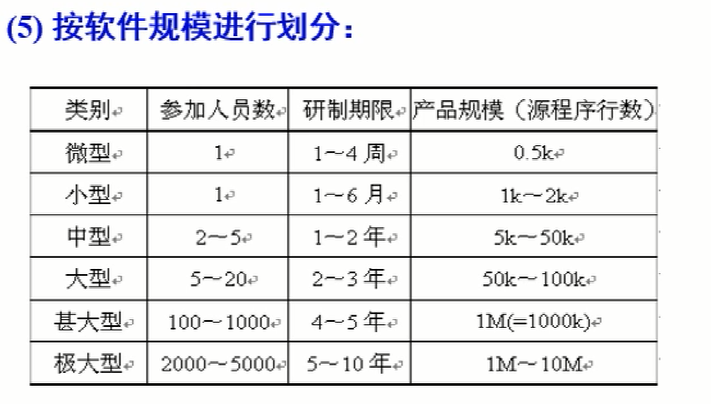 (5) 按软件规模进行划分：
类别 参加人员数 研制期限 产品规模（源程序行数）
微型 1 1～4 周 0.5k
小型 1 1～6 月 1k～2k
中型 2～5 1～2 年 5k～50k
大型 5～20 2～3 年 50k～100k
甚大型 100～1000 4～5 年 1M(=1000k)
极大型 2000～5000 5～10 年 1M～10M